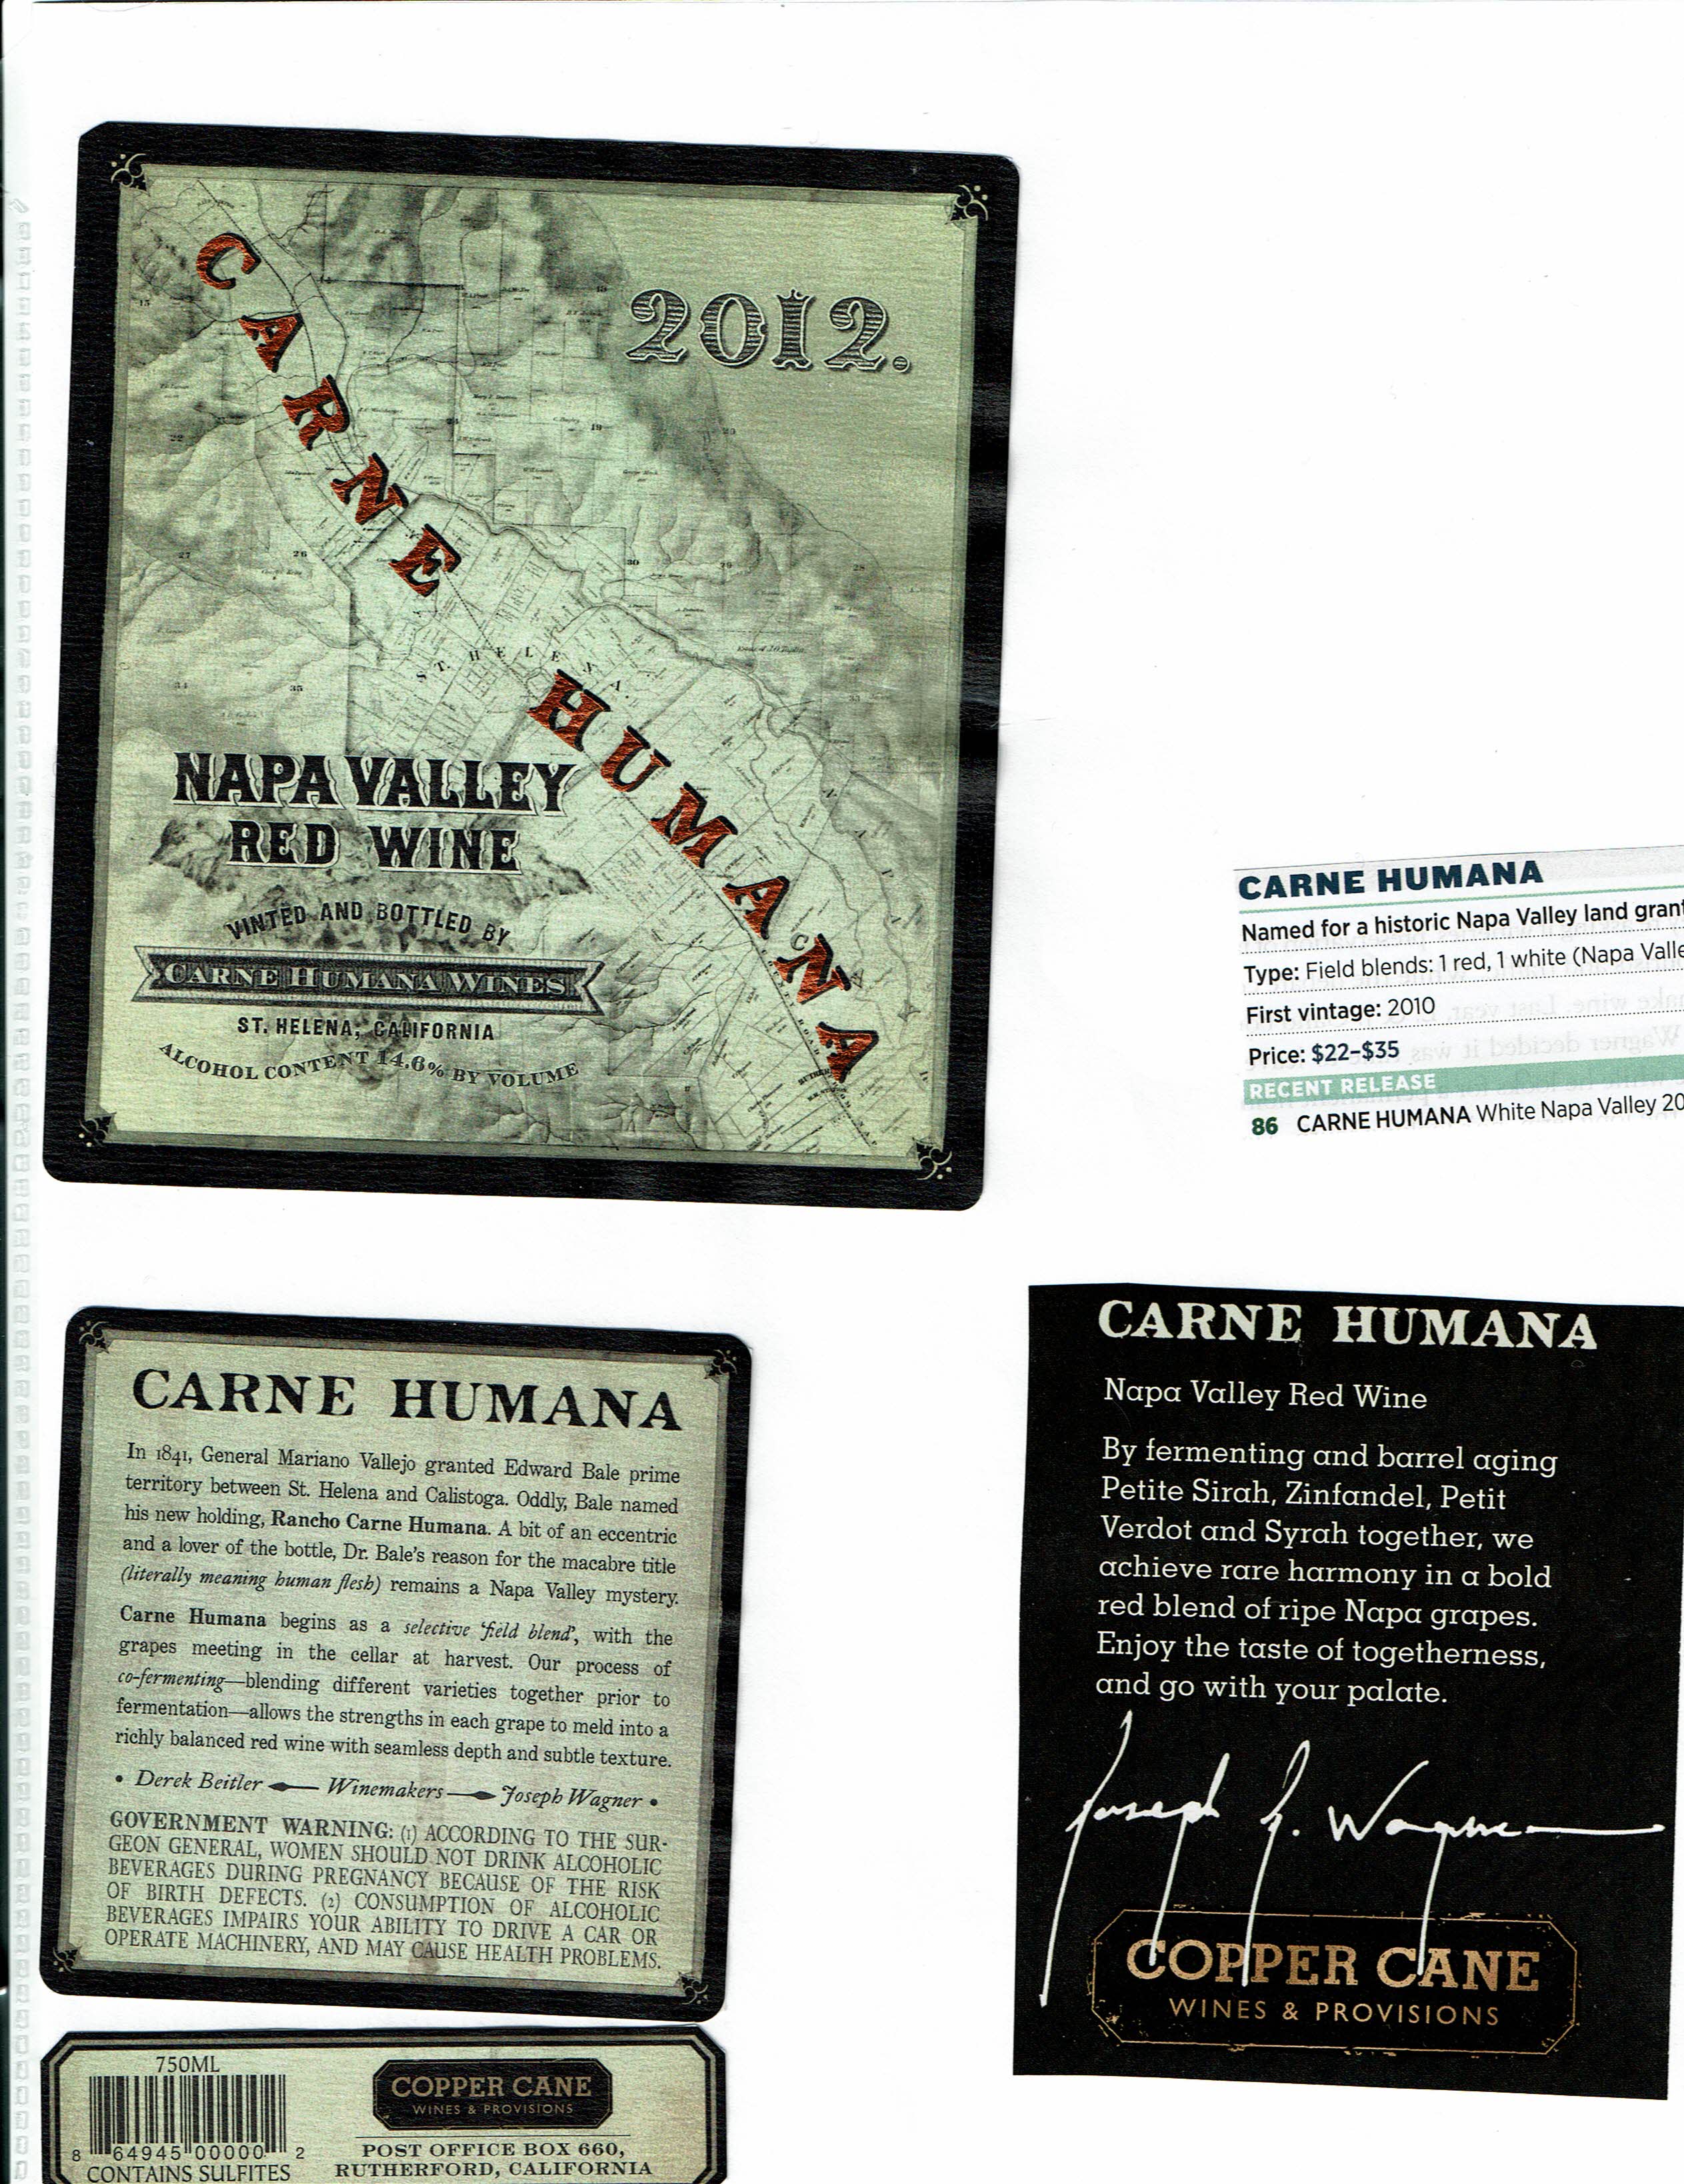 2012.
CARNE HUMANA
ST. HELENA.
NAPA VALLEY
RED WINE
VINTED AND BOTTLED BY
CARNE HUMANA WINES
ST. HELENA, CALIFORNIA
ALCOHOL CONTENT 14.6% BY VOLUME
CARNE HUMANA
Named for a historic Napa Valley land grant
Type: Field blends: 1 red, 1 white (Napa Valle
First vintage: 2010
Price: $22–$35
RECENT RELEASE
86 CARNE HUMANA White Napa Valley 20
CARNE HUMANA
In 1841, General Mariano Vallejo granted Edward Bale prime
territory between St. Helena and Calistoga. Oddly, Bale named
his new holding, Rancho Carne Humana. A bit of an eccentric
and a lover of the bottle, Dr. Bale's reason for the macabre title
(literally meaning human flesh) remains a Napa Valley mystery.
Carne Humana begins as a selective 'field blend', with the
grapes meeting in the cellar at harvest. Our process of
co-fermenting—blending different varieties together prior to
fermentation—allows the strengths in each grape to meld into a
richly balanced red wine with seamless depth and subtle texture.
• Derek Beitler Winemakers Joseph Wagner •
GOVERNMENT WARNING: (1) ACCORDING TO THE SUR-
GEON GENERAL, WOMEN SHOULD NOT DRINK ALCOHOLIC
BEVERAGES DURING PREGNANCY BECAUSE OF THE RISK
OF BIRTH DEFECTS. (2) CONSUMPTION OF ALCOHOLIC
BEVERAGES IMPAIRS YOUR ABILITY TO DRIVE A CAR OR
OPERATE MACHINERY, AND MAY CAUSE HEALTH PROBLEMS.
750ML
8 64945 00000 2
CONTAINS SULFITES
COPPER CANE
WINES & PROVISIONS
POST OFFICE BOX 660,
RUTHERFORD, CALIFORNIA
CARNE HUMANA
Napa Valley Red Wine
By fermenting and barrel aging
Petite Sirah, Zinfandel, Petit
Verdot and Syrah together, we
achieve rare harmony in a bold
red blend of ripe Napa grapes.
Enjoy the taste of togetherness,
and go with your palate.
Joseph J. Wagner
COPPER CANE
WINES & PROVISIONS